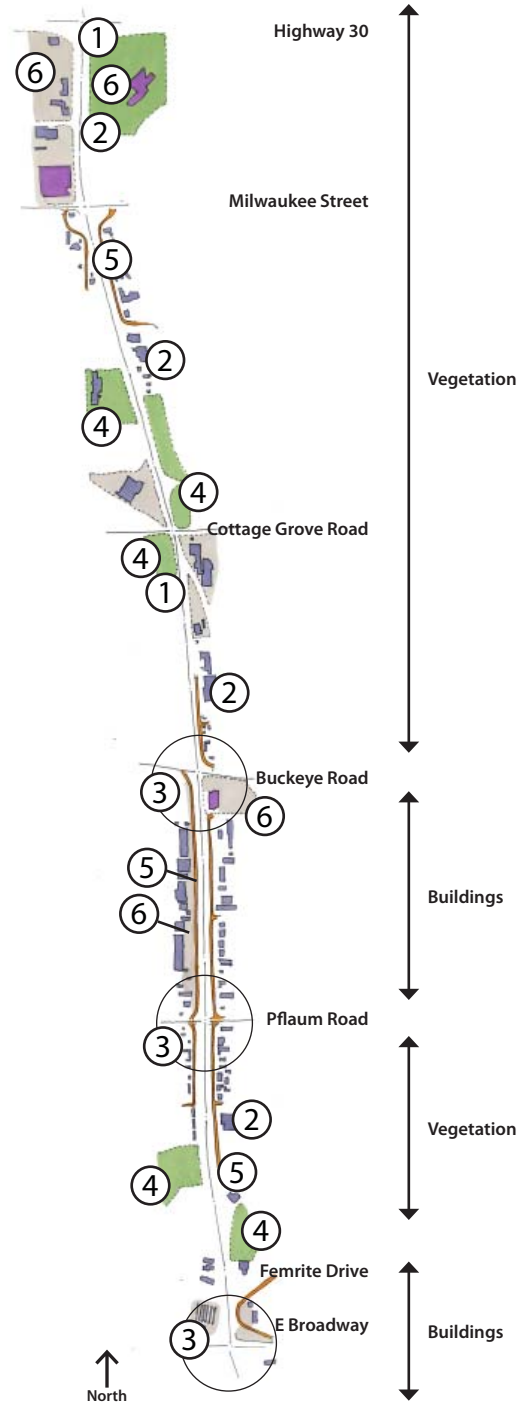 1
Highway 30
6
6
2
Milwaukee Street
5
2
Vegetation
4
4
Cottage Grove Road
4
1
2
Buckeye Road
3
6
5
Buildings
6
Pflaum Road
3
2
Vegetation
5
4
4
Femrite Drive
E Broadway
3
Buildings
North